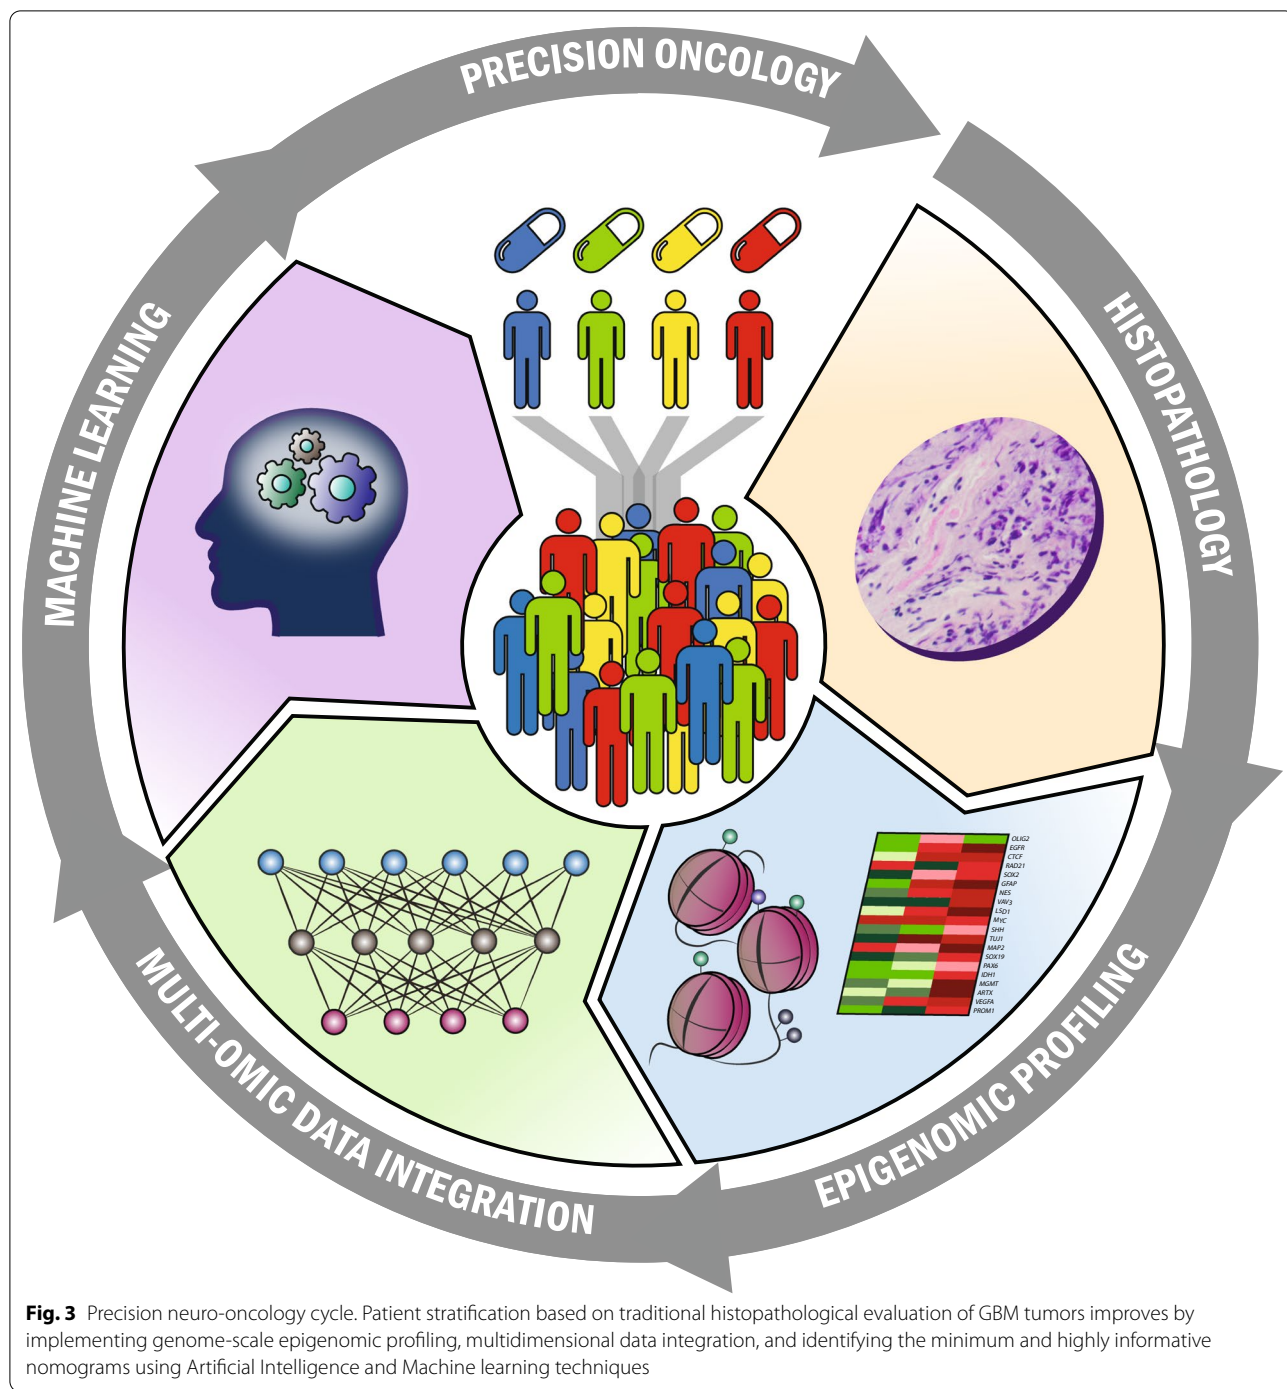 PRECISION ONCOLOGY
HISTOPATHOLOGY
EPIGENOMIC PROFILING
MULTI-OMIC DATA INTEGRATION
MACHINE LEARNING
OLIG2
EGFR
CTCF
RAD21
SOX2
GFAP
NES
VAV3
LSD1
MYC
SHH
TUJ1
MAP2
SOX19
PAX6
IDH1
MGMT
ARTX
VEGFA
PROM1
Fig. 3 Precision neuro-oncology cycle. Patient stratification based on traditional histopathological evaluation of GBM tumors improves by
implementing genome-scale epigenomic profiling, multidimensional data integration, and identifying the minimum and highly informative
nomograms using Artificial Intelligence and Machine learning techniques